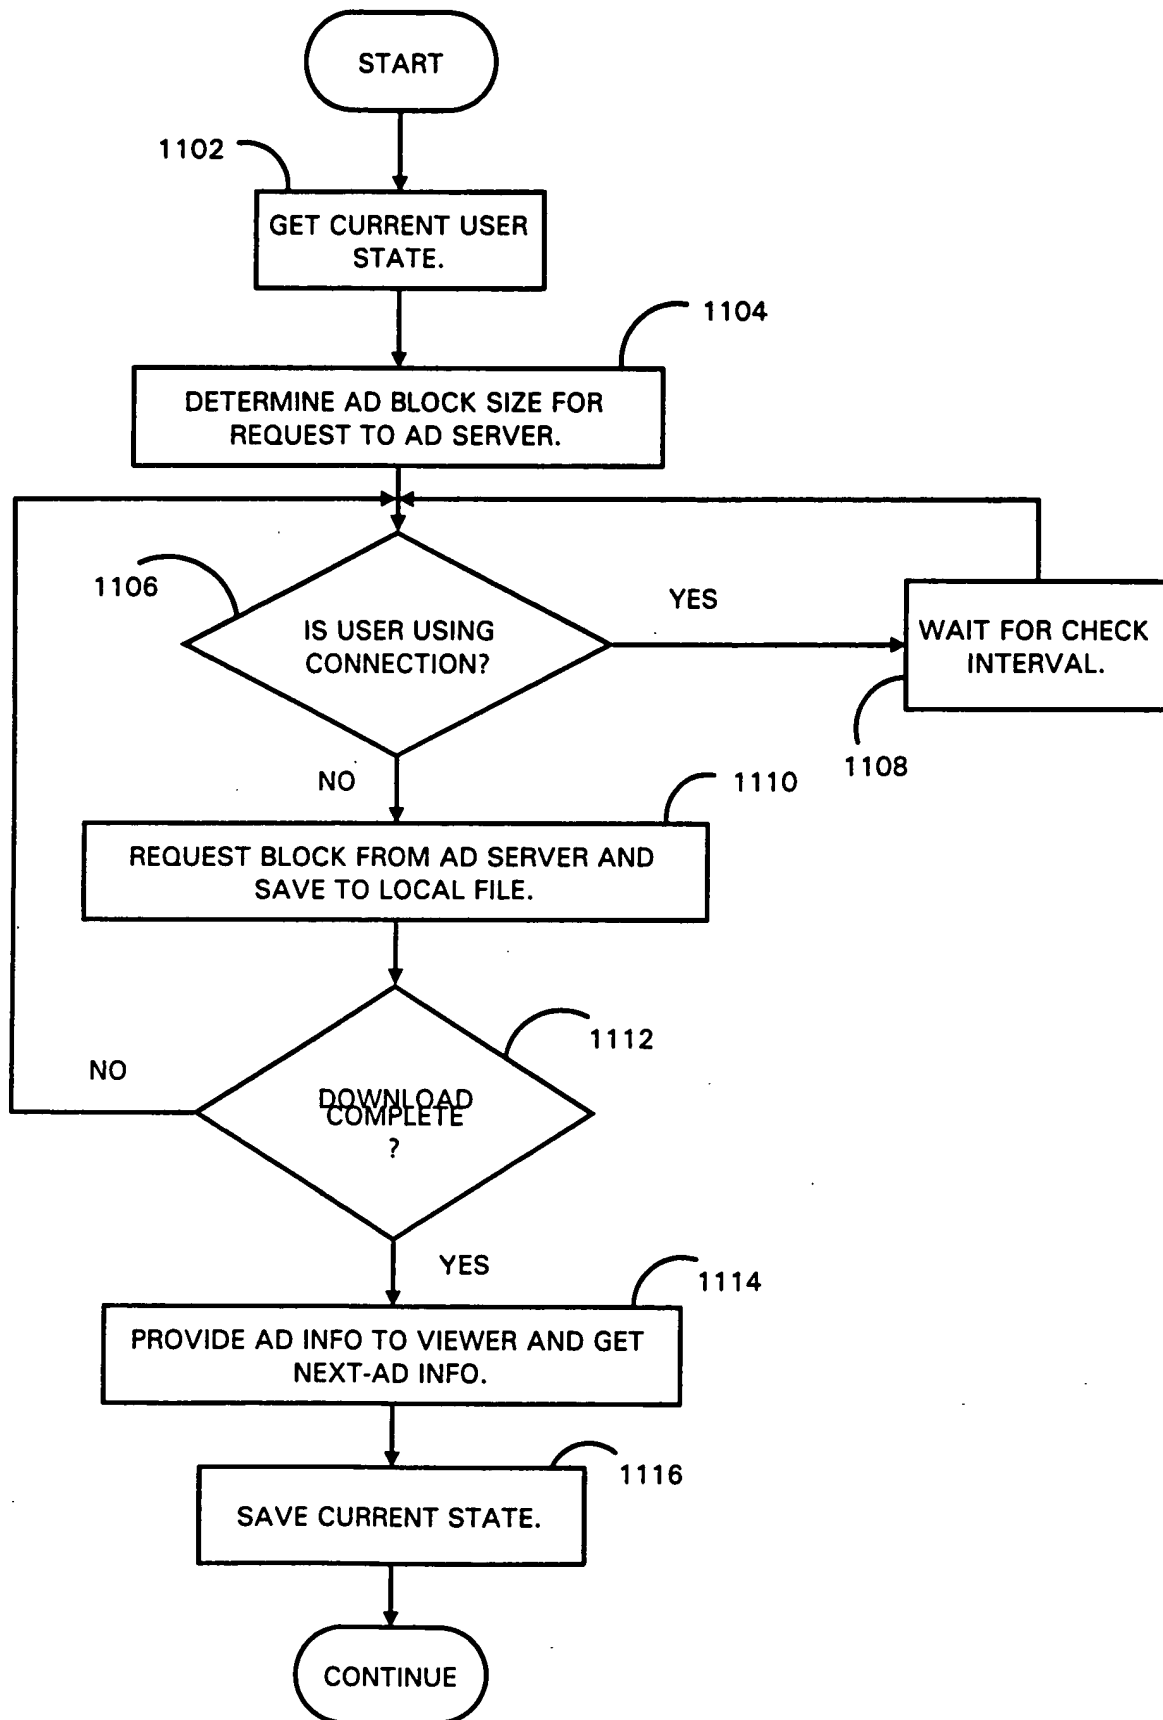 START
1102
GET CURRENT USER
STATE.
1104
DETERMINE AD BLOCK SIZE FOR
REQUEST TO AD SERVER.
1106
IS USER USING
CONNECTION?
YES
WAIT FOR CHECK
INTERVAL.
1108
NO
1110
REQUEST BLOCK FROM AD SERVER AND
SAVE TO LOCAL FILE.
1112
NO
DOWNLOAD
COMPLETE
?
YES
1114
PROVIDE AD INFO TO VIEWER AND GET
NEXT-AD INFO.
1116
SAVE CURRENT STATE.
CONTINUE